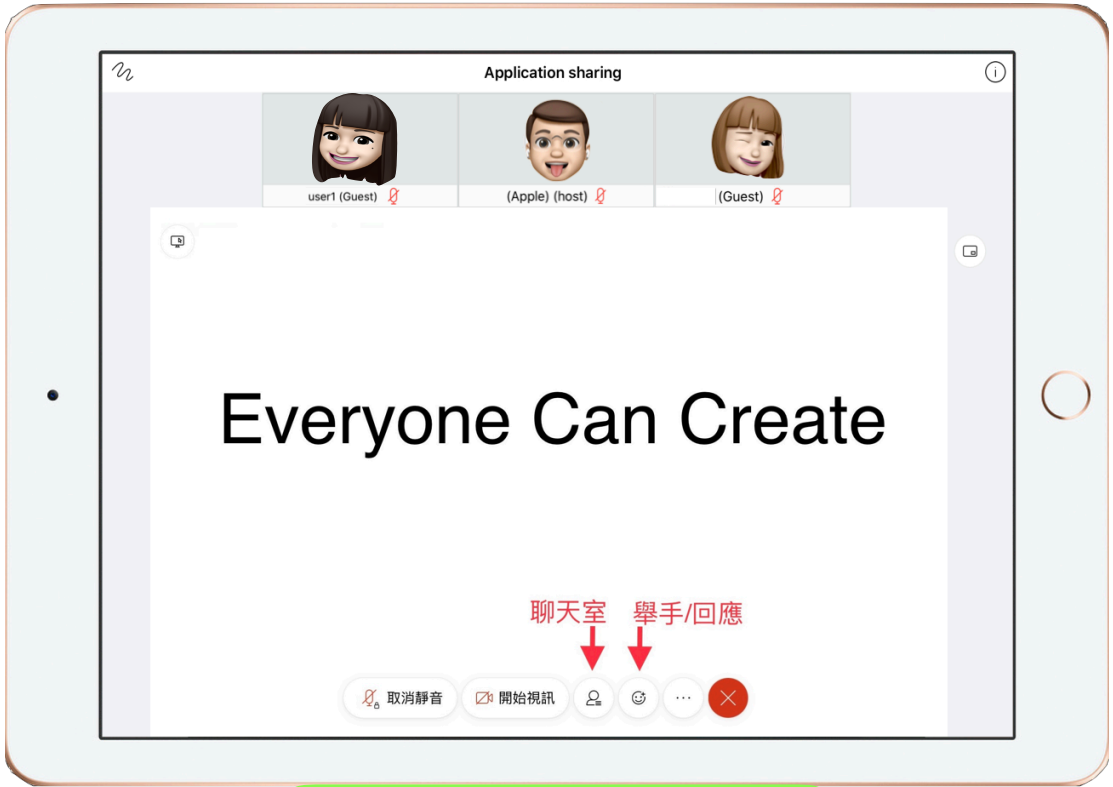 Application sharing
user1 (Guest)
(Apple) (host)
(Guest)
Everyone Can Create
聊天室 舉手/回應
取消靜音 開始視訊